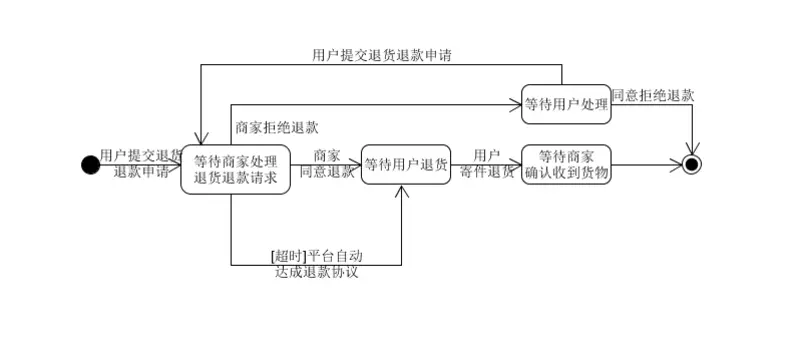 用户提交退货退款申请
等待用户处理
同意拒绝退款
商家拒绝退款
用户提交退货
退款申请
等待商家处理
退货退款请求
商家
同意退款
等待用户退货
用户
寄件退货
等待商家
确认收到货物
[超时]平台自动
达成退款协议